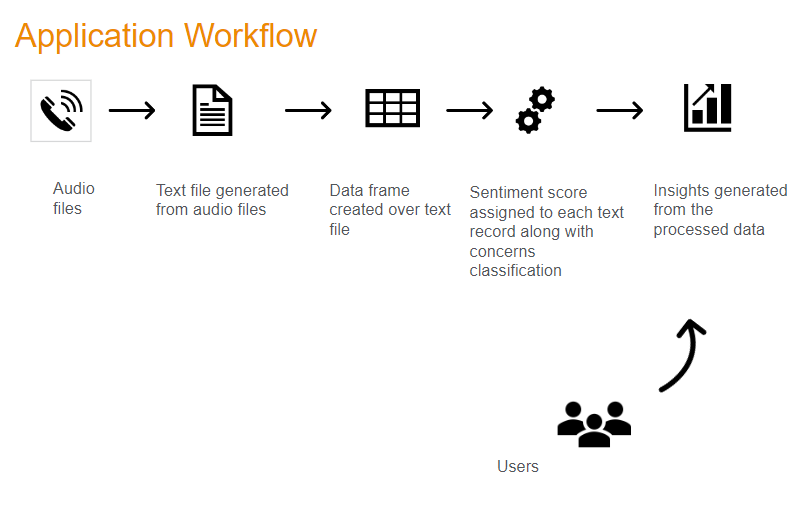 Application Workflow
Audio
files
Text file generated
from audio files
Data frame
created over text
file
Sentiment score
assigned to each text
record along with
concerns
classification
Insights generated
from the
processed data
Users